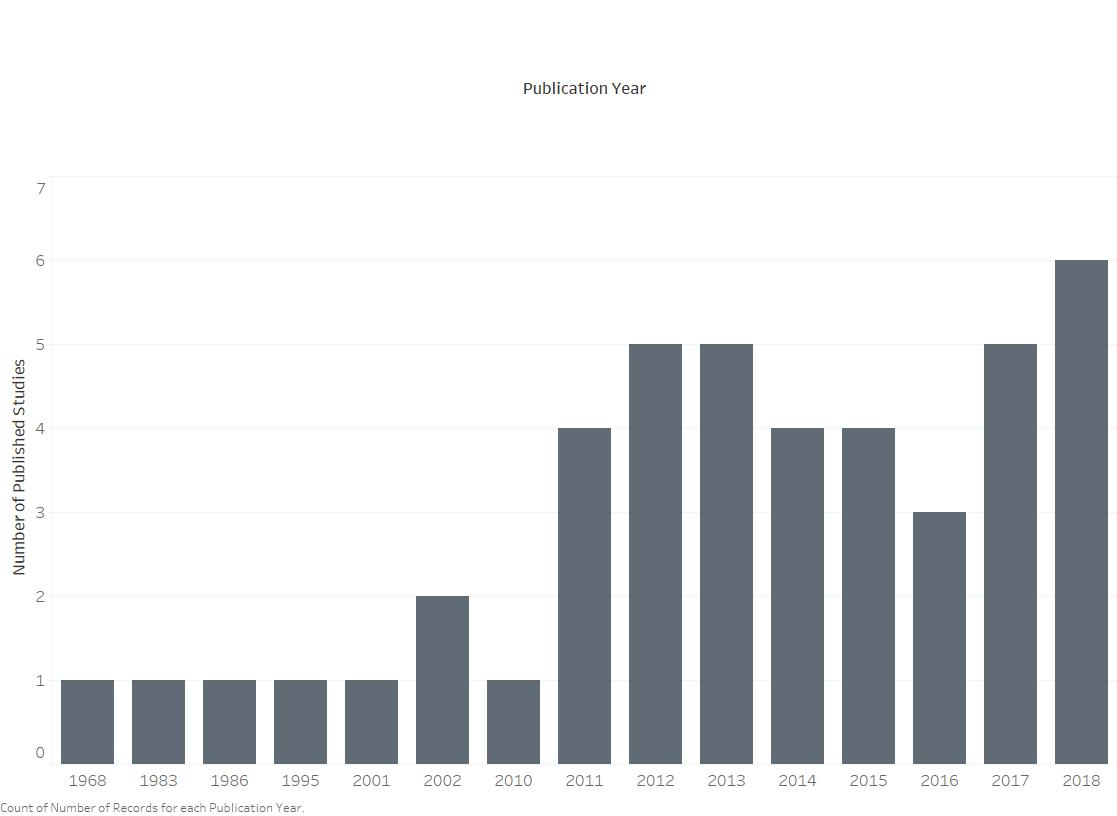 Publication Year
7
6
5
4
3
2
1
0
Number of Published Studies
1968 1983 1986 1995 2001 2002 2010 2011 2012 2013 2014 2015 2016 2017 2018
Count of Number of Records for each Publication Year.